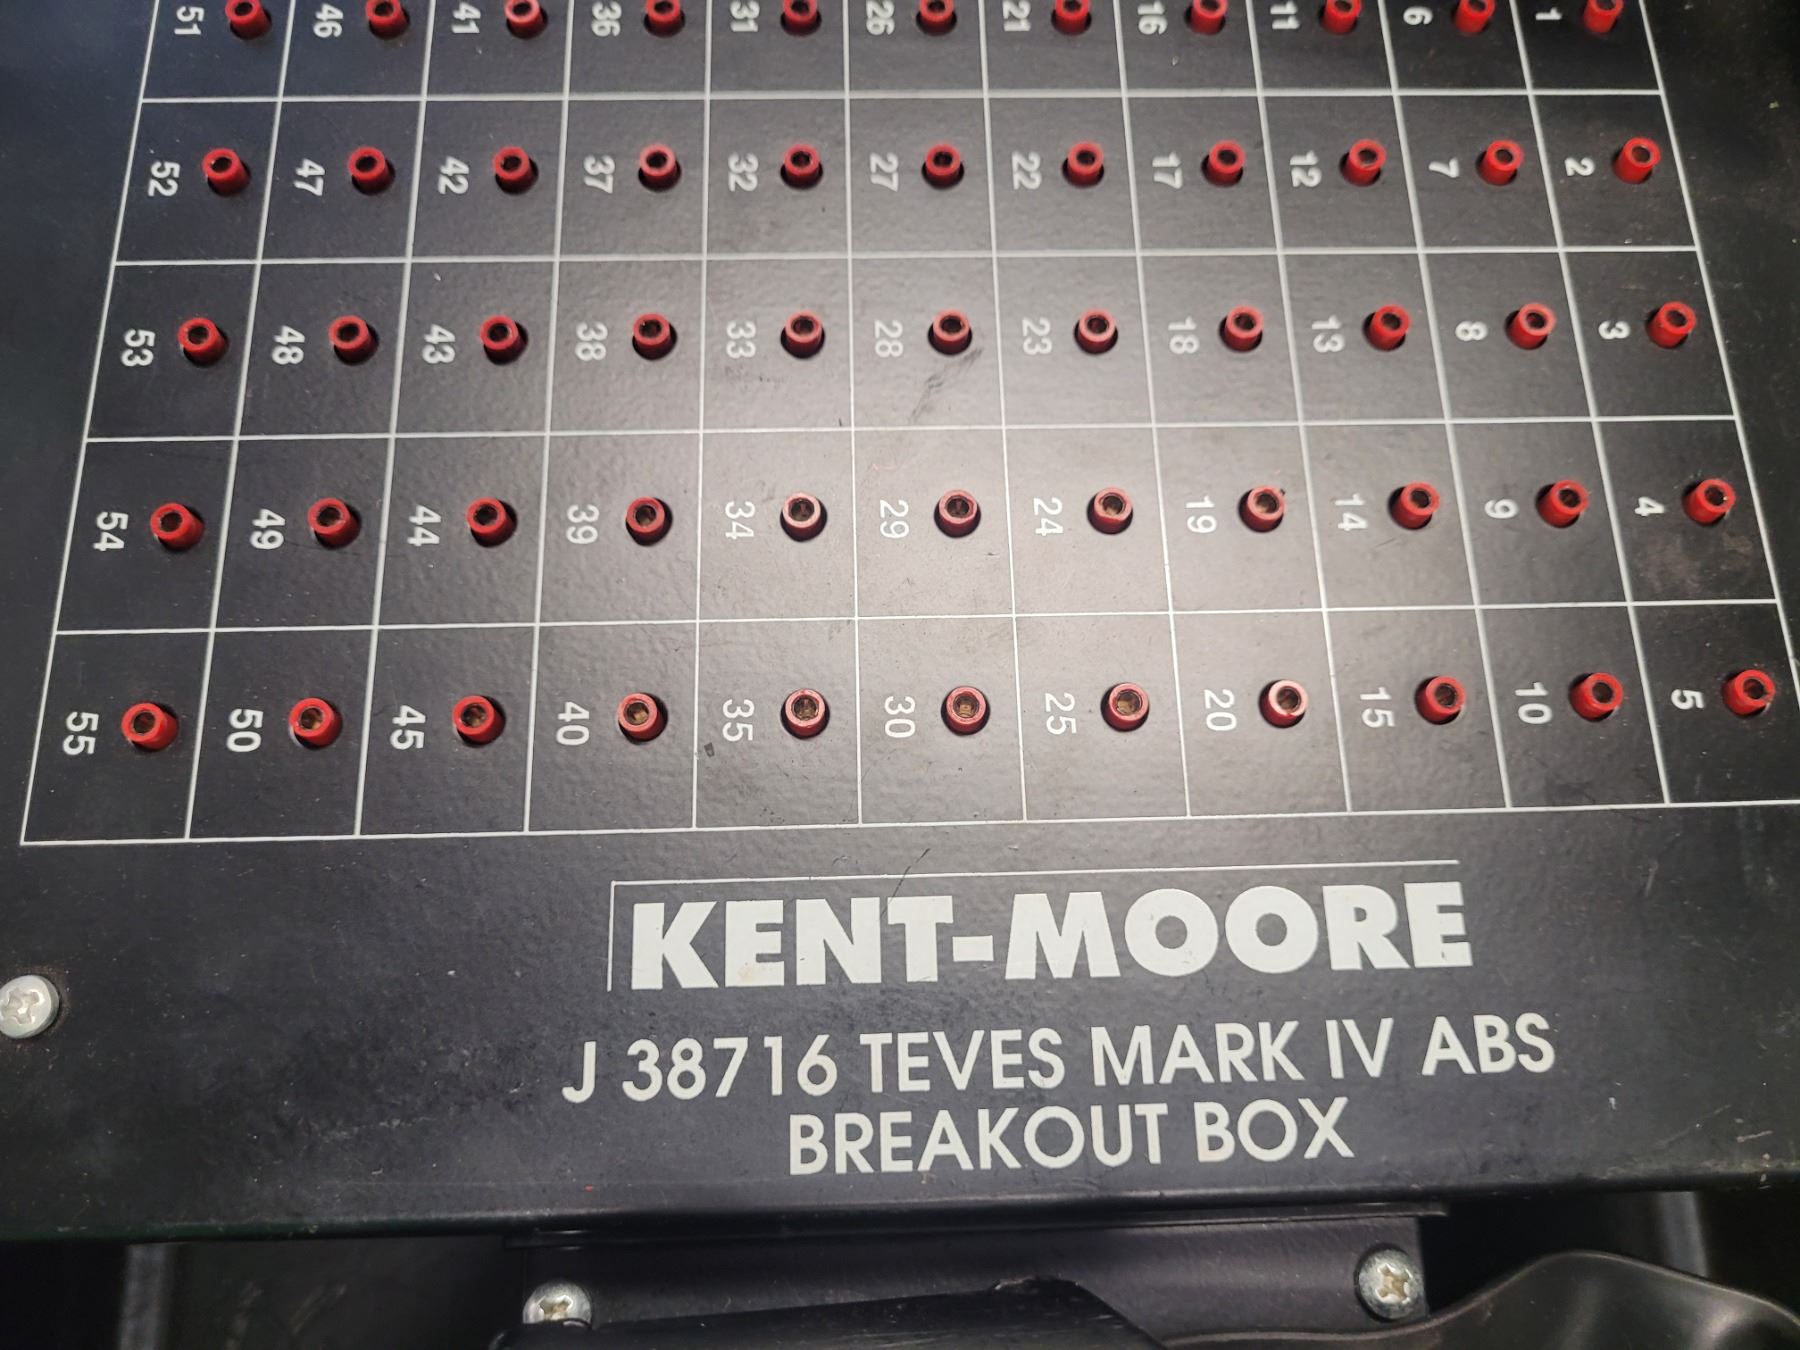 51 46 41 36 31 26 21 16 11 6 1
52 47 42 37 32 27 22 17 12 7 2
53 48 43 38 33 28 23 18 13 8 3
54 49 44 39 34 29 24 19 14 9 4
55 50 45 40 35 30 25 20 15 10 5
KENT-MOORE
J 38716 TEVES MARK IV ABS
BREAKOUT BOX